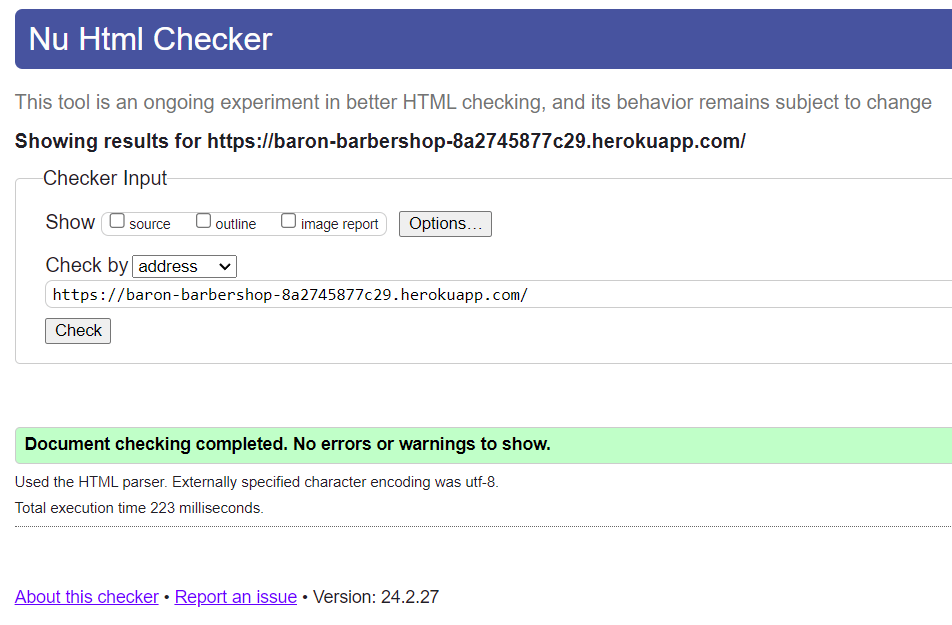 Nu Html Checker
This tool is an ongoing experiment in better HTML checking, and its behavior remains subject to change
Showing results for https://baron-barbershop-8a2745877c29.herokuapp.com/
Checker Input
Show source outline image report Options...
Check by address
https://baron-barbershop-8a2745877c29.herokuapp.com/
Check
Document checking completed. No errors or warnings to show.
Used the HTML parser. Externally specified character encoding was utf-8.
Total execution time 223 milliseconds.
About this checker • Report an issue • Version: 24.2.27